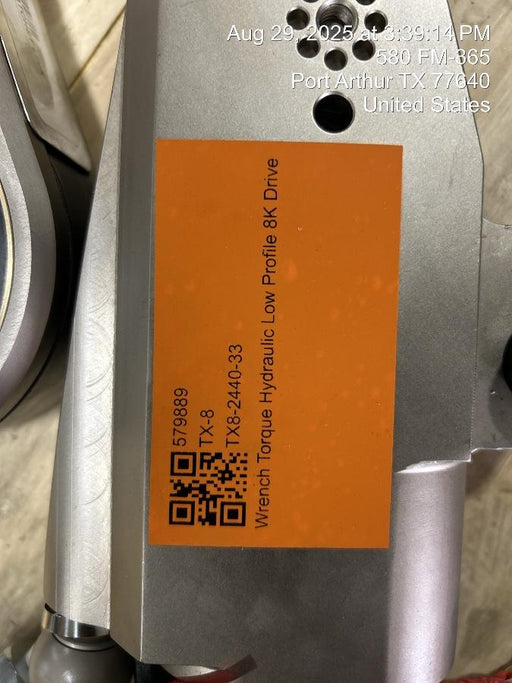 Aug 29, 2025 at 3:39:14 PM
580 FM-365
Port Arthur TX 77640
United States
579889
TX-8
TX8-2440-33
Wrench Torque Hydraulic Low Profile 8K Drive